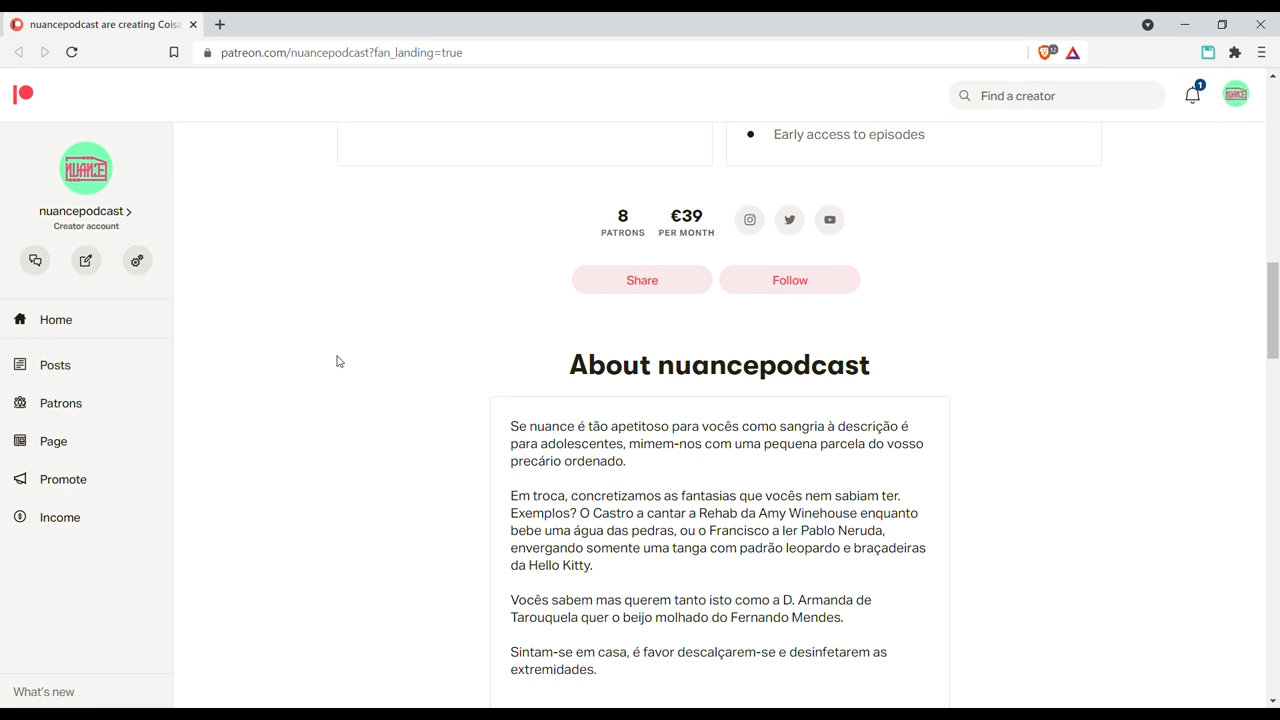 nuancepodcast are creating Coisa
patreon.com/nuancepodcast?fan_landing=true
12
Find a creator
1
NUANCE
NUANCE
nuancepodcast >
Creator account
Home
Posts
Patrons
Page
Promote
Income
What's new
Early access to episodes
8
PATRONS
€39
PER MONTH
Share
Follow
About nuancepodcast
Se nuance é tão apetitoso para vocês como sangria à descrição é
para adolescentes, mimem-nos com uma pequena parcela do vosso
precário ordenado.
Em troca, concretizamos as fantasias que vocês nem sabiam ter.
Exemplos? O Castro a cantar a Rehab da Amy Winehouse enquanto
bebe uma água das pedras, ou o Francisco a ler Pablo Neruda,
envergando somente uma tanga com padrão leopardo e braçadeiras
da Hello Kitty.
Vocês sabem mas querem tanto isto como a D. Armanda de
Tarouquela quer o beijo molhado do Fernando Mendes.
Sintam-se em casa, é favor descalçarem-se e desinfetarem as
extremidades.